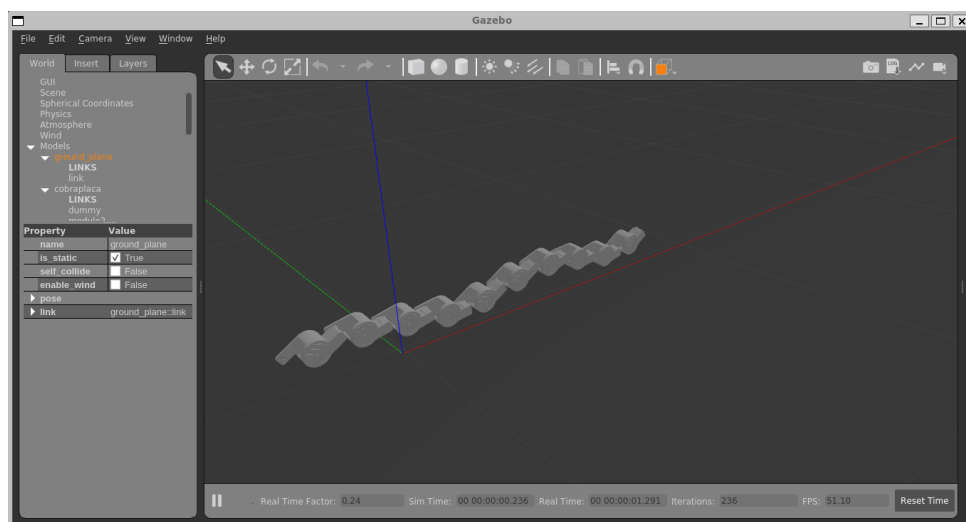 Gazebo
File Edit Camera View Window Help
World Insert Layers
GUI
Scene
Spherical Coordinates
Physics
Atmosphere
Wind
Models
ground_plane
LINKS
link
cobraplaca
LINKS
dummy
Property Value
name ground_plane
is_static True
self_collide False
enable_wind False
pose
link ground_plane::link
LOG
Real Time Factor: 0.24 Sim Time: 00 00:00:00.236 Real Time: 00 00:00:01.291 Iterations: 236 FPS: 51.10 Reset Time